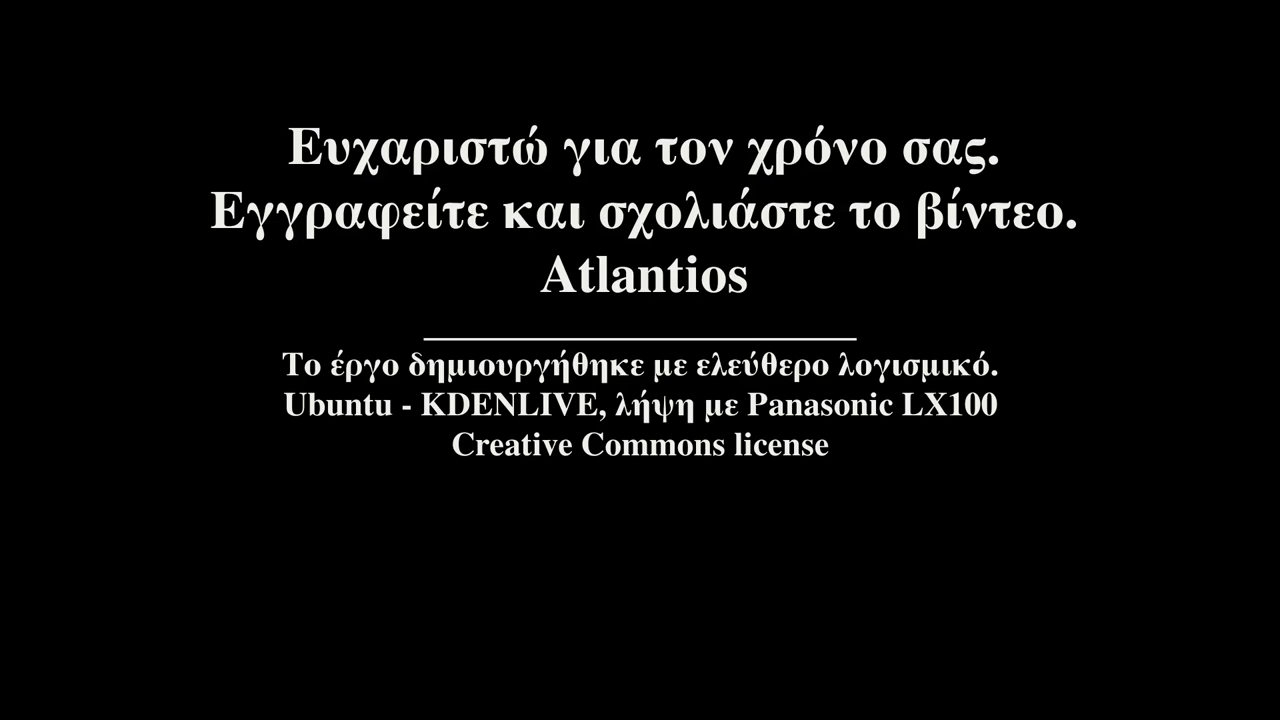 Ευχαριστώ για τον χρόνο σας.
Εγγραφείτε και σχολιάστε το βίντεο.
Atlantios
Το έργο δημιουργήθηκε με ελεύθερο λογισμικό.
Ubuntu - KDENLIVE, λήψη με Panasonic LX100
Creative Commons license